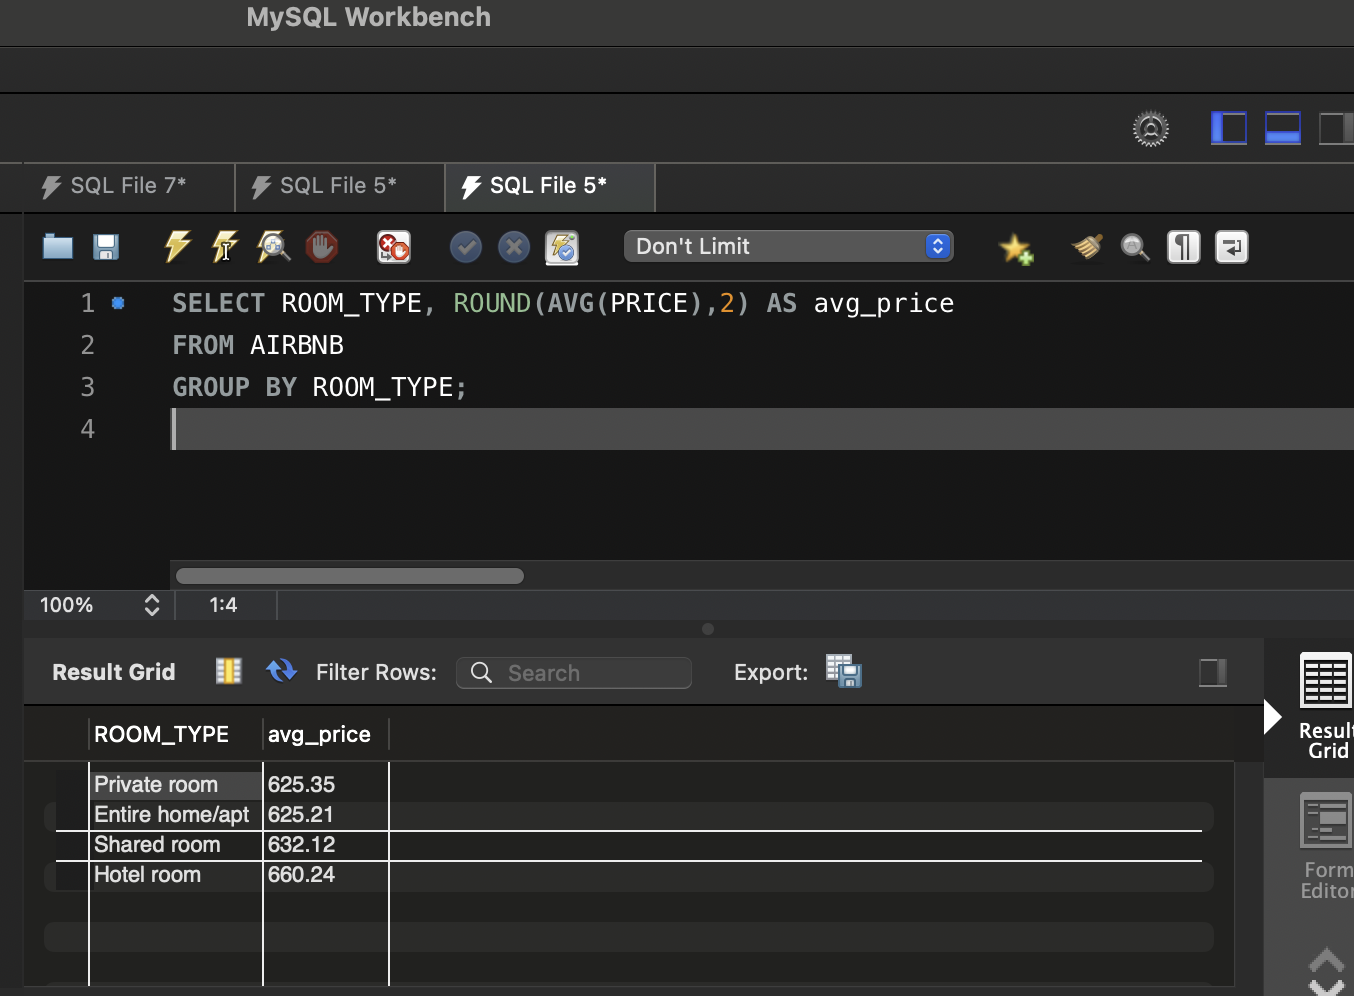 MySQL Workbench
SQL File 7* SQL File 5* SQL File 5*
Don't Limit
1 SELECT ROOM_TYPE, ROUND(AVG(PRICE),2) AS avg_price
2 FROM AIRBNB
3 GROUP BY ROOM_TYPE;
4
100% 1:4
Result Grid Filter Rows: Search Export:
Result
Grid
ROOM_TYPE avg_price
Private room 625.35
Entire home/apt 625.21
Shared room 632.12
Hotel room 660.24
Form
Editor